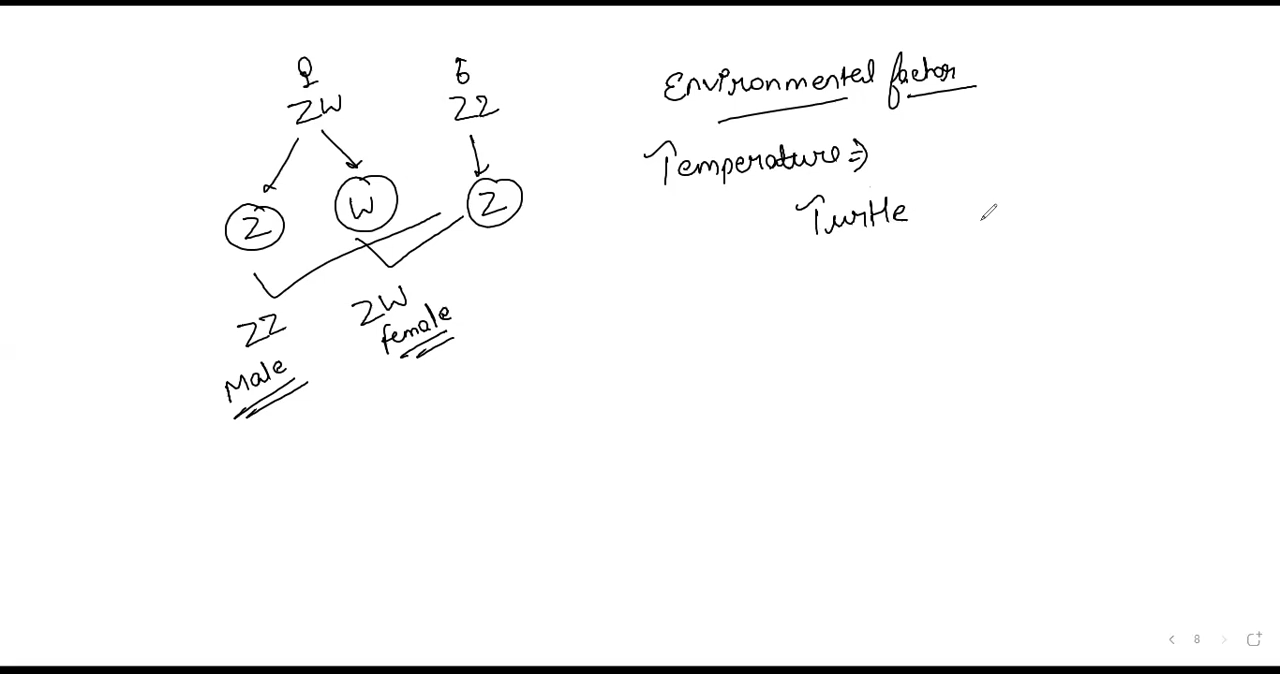 ♀ ♂
ZW ZZ
Z W Z
ZZ ZW
Male female
Environmental factor
Temperature ⇒
Turtle
< 8 >